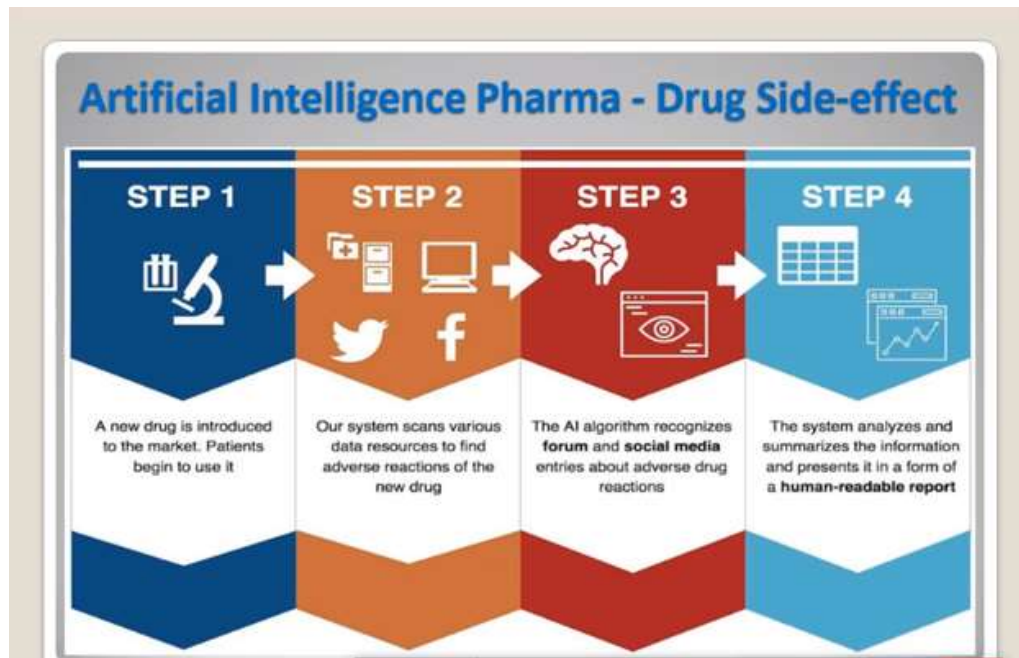 Artificial Intelligence Pharma - Drug Side-effect
STEP 1
A new drug is introduced
to the market. Patients
begin to use it
STEP 2
Our system scans various
data resources to find
adverse reactions of the
new drug
STEP 3
The AI algorithm recognizes
forum and social media
entries about adverse drug
reactions
STEP 4
The system analyzes and
summarizes the information
and presents it in a form of
a human-readable report